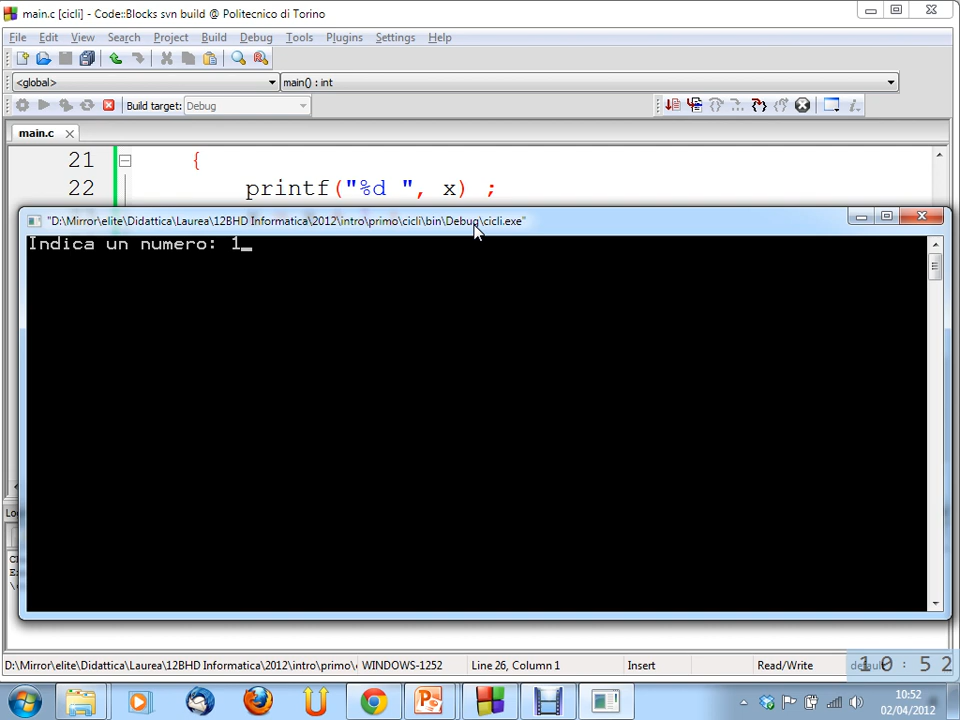 main.c [cicli] - Code::Blocks svn build @ Politecnico di Torino
File Edit View Search Project Build Debug Tools Plugins Settings Help
<global> main() : int
Build target: Debug
main.c
21 {
22 printf("%d ", x) ;
"D:\Mirror\elite\Didattica\Laurea\12BHD Informatica\2012\intro\primo\cicli\bin\Debug\cicli.exe"
Indica un numero: 1_
D:\Mirror\elite\Didattica\Laurea\12BHD Informatica\2012\intro\primo\ WINDOWS-1252 Line 26, Column 1 Insert Read/Write default
10:52
10:52
02/04/2012